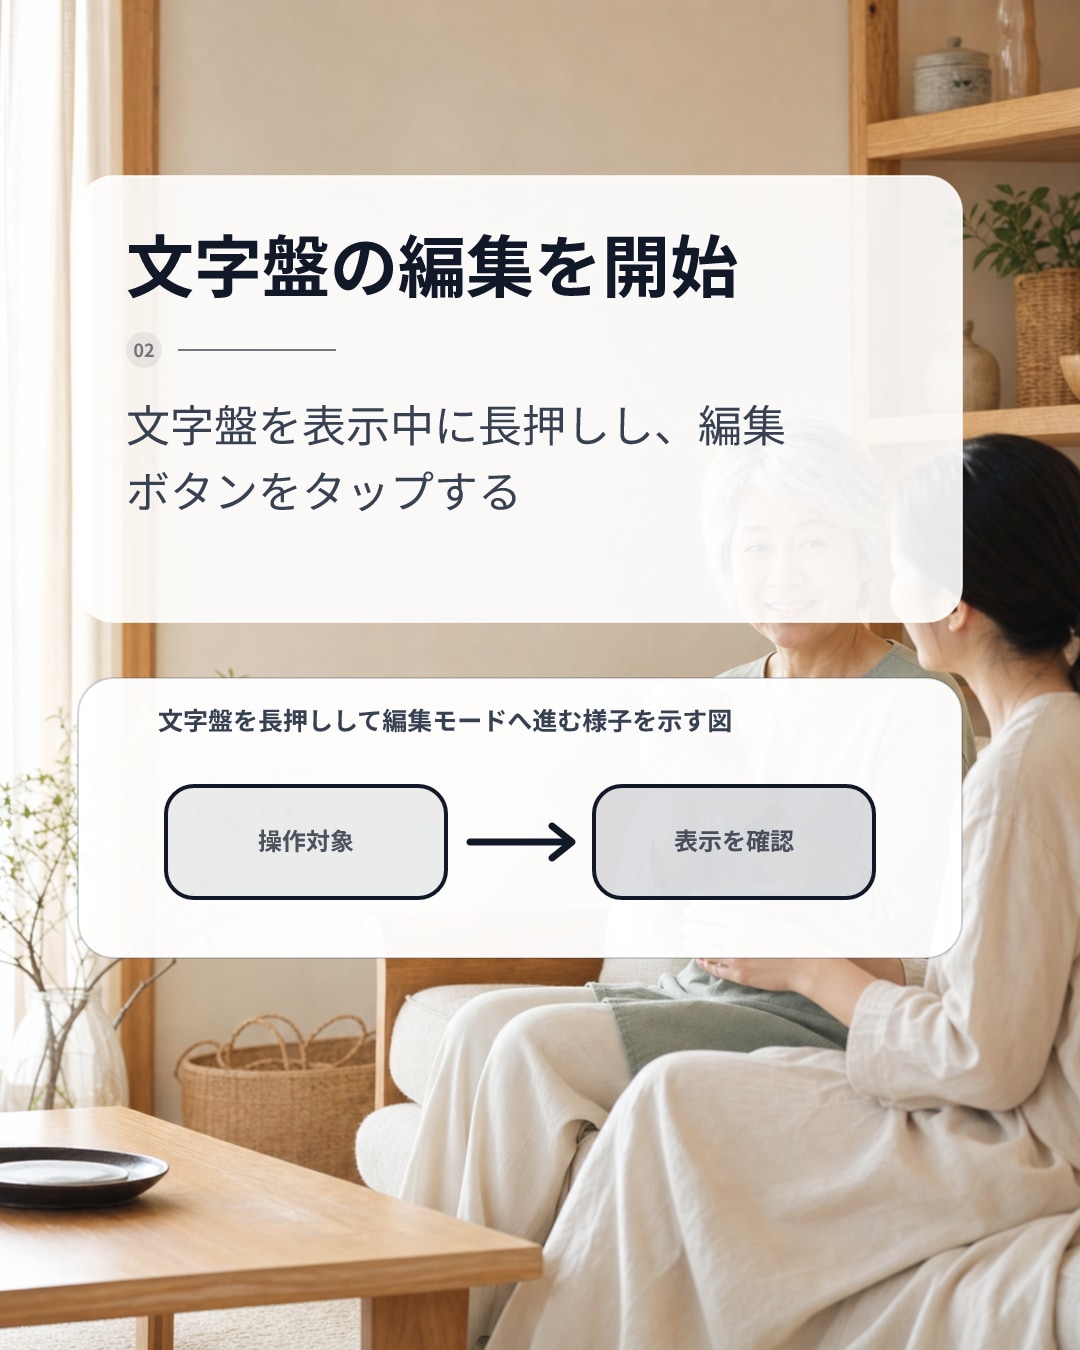 文字盤の編集を開始
02
文字盤を表示中に長押しし、編集
ボタンをタップする
文字盤を長押しして編集モードへ進む様子を示す図
操作対象
表示を確認